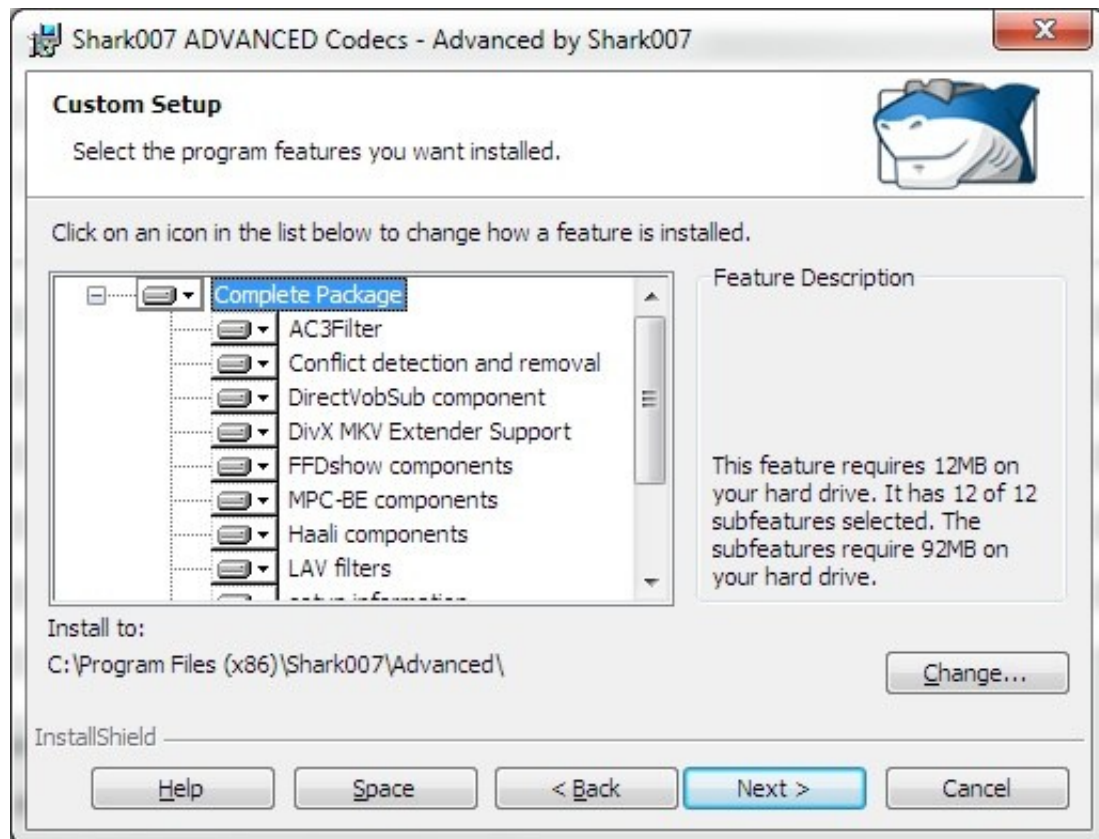 Shark007 ADVANCED Codecs - Advanced by Shark007
Custom Setup
Select the program features you want installed.
Click on an icon in the list below to change how a feature is installed.
Complete Package
AC3Filter
Conflict detection and removal
DirectVobSub component
DivX MKV Extender Support
FFDshow components
MPC-BE components
Haali components
LAV filters
setup information
Feature Description
This feature requires 12MB on
your hard drive. It has 12 of 12
subfeatures selected. The
subfeatures require 92MB on
your hard drive.
Install to:
C:\Program Files (x86)\Shark007\Advanced\
Change...
InstallShield
Help
Space
< Back
Next >
Cancel